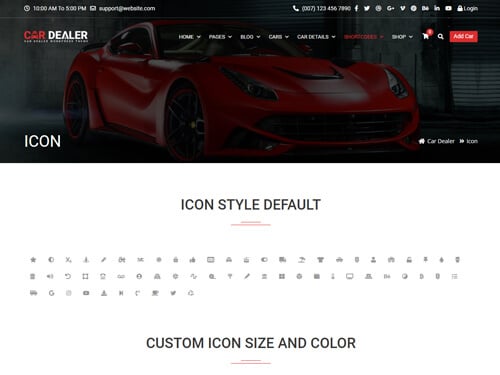 10:00 AM To 5:00 PM support@website.com (007) 123 456 7890 Login
CAR DEALER
CAR DEALER WORDPRESS THEME
HOME PAGES BLOG CARS CAR DETAILS SHORTCODES SHOP 0 Add Car
ICON
Car Dealer » Icon
ICON STYLE DEFAULT
CUSTOM ICON SIZE AND COLOR